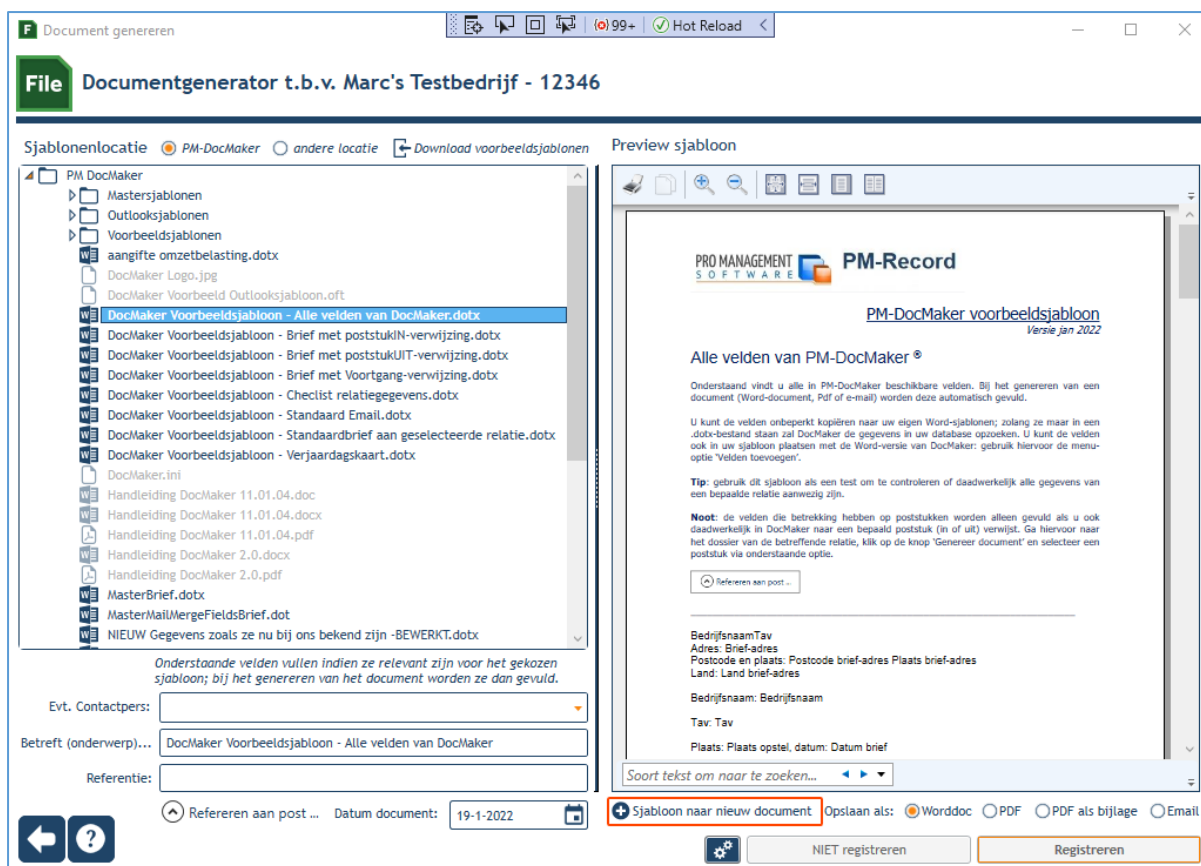 Document genereren
99+ Hot Reload
File Documentgenerator t.b.v. Marc's Testbedrijf - 12346
Sjablonenlocatie PM-DocMaker andere locatie Download voorbeeldsjablonen
PM DocMaker
Mastersjablonen
Outlooksjablonen
Voorbeeldsjablonen
aangifte omzetbelasting.dotx
DocMaker Logo.jpg
DocMaker Voorbeeld Outlooksjabloon.oft
DocMaker Voorbeeldsjabloon - Alle velden van DocMaker.dotx
DocMaker Voorbeeldsjabloon - Brief met poststukIN-verwijzing.dotx
DocMaker Voorbeeldsjabloon - Brief met poststukUIT-verwijzing.dotx
DocMaker Voorbeeldsjabloon - Brief met Voortgang-verwijzing.dotx
DocMaker Voorbeeldsjabloon - Checlist relatiegegevens.dotx
DocMaker Voorbeeldsjabloon - Standaard Email.dotx
DocMaker Voorbeeldsjabloon - Standaardbrief aan geselecteerde relatie.dotx
DocMaker Voorbeeldsjabloon - Verjaardagskaart.dotx
DocMaker.ini
Handleiding DocMaker 11.01.04.doc
Handleiding DocMaker 11.01.04.docx
Handleiding DocMaker 11.01.04.pdf
Handleiding DocMaker 2.0.docx
Handleiding DocMaker 2.0.pdf
MasterBrief.dotx
MasterMailMergeFieldsBrief.dot
NIEUW Gegevens zoals ze nu bij ons bekend zijn -BEWERKT.dotx
Onderstaande velden vullen indien ze relevant zijn voor het gekozen
sjabloon; bij het genereren van het document worden ze dan gevuld.
Evt. Contactpers:
Betreft (onderwerp)... DocMaker Voorbeeldsjabloon - Alle velden van DocMaker
Referentie:
Refereren aan post ... Datum document: 19-1-2022
Preview sjabloon
PRO MANAGEMENT
SOFTWARE
PM-Record
PM-DocMaker voorbeeldsjabloon
Versie jan 2022
Alle velden van PM-DocMaker ®
Onderstaand vindt u alle in PM-DocMaker beschikbare velden. Bij het genereren van een
document (Word-document, Pdf of e-mail) worden deze automatisch gevuld.
U kunt de velden onbeperkt kopiëren naar uw eigen Word-sjablonen; zolang ze maar in een
.dotx-bestand staan zal DocMaker de gegevens in uw database opzoeken. U kunt de velden
ook in uw sjabloon plaatsen met de Word-versie van DocMaker: gebruik hiervoor de menu-
optie 'Velden toevoegen'.
Tip: gebruik dit sjabloon als een test om te controleren of daadwerkelijk alle gegevens van
een bepaalde relatie aanwezig zijn.
Noot: de velden die betrekking hebben op poststukken worden alleen gevuld als u ook
daadwerkelijk in DocMaker naar een bepaald poststuk (in of uit) verwijst. Ga hiervoor naar
het dossier van de betreffende relatie, klik op de knop 'Genereer document' en selecteer een
poststuk via onderstaande optie.
Refereren aan post ...
BedrijfsnaamTav
Adres: Brief-adres
Postcode en plaats: Postcode brief-adres Plaats brief-adres
Land: Land brief-adres
Bedrijfsnaam: Bedrijfsnaam
Tav: Tav
Plaats: Plaats opstel, datum: Datum brief
Soort tekst om naar te zoeken...
Sjabloon naar nieuw document Opslaan als: Worddoc PDF PDF als bijlage Email
NIET registreren Registreren